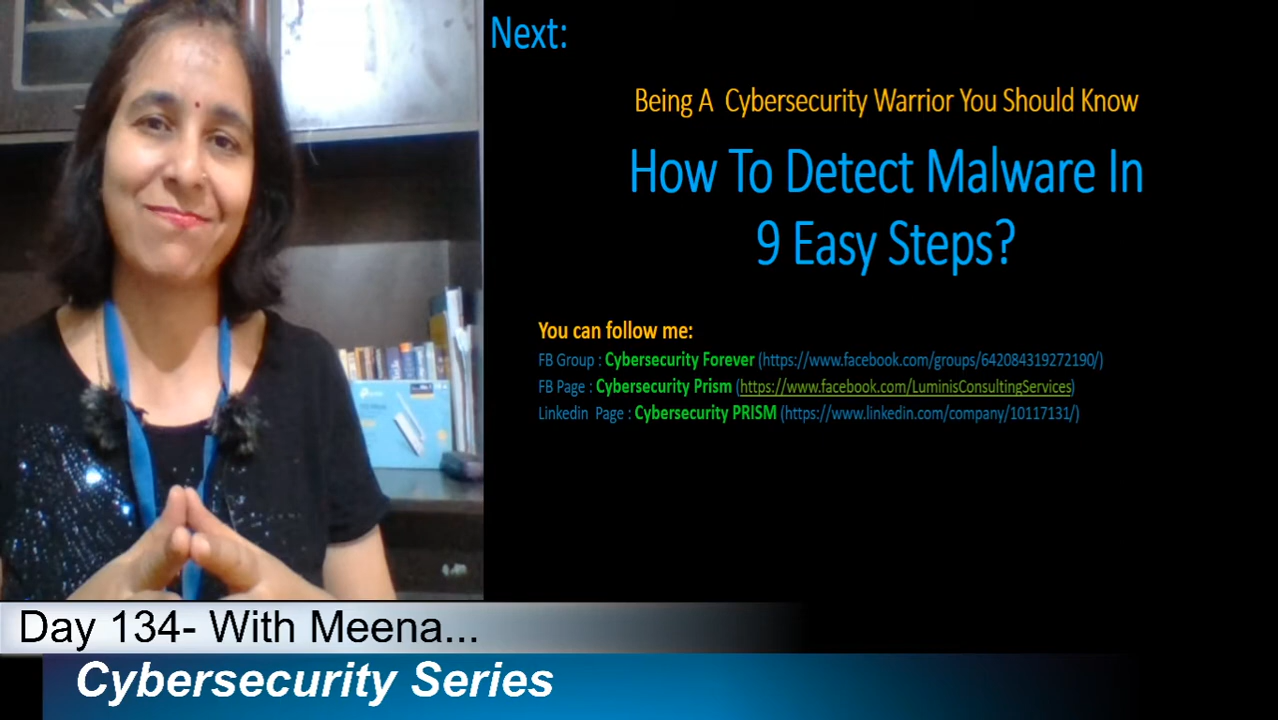 Next:
Being A Cybersecurity Warrior You Should Know
How To Detect Malware In
9 Easy Steps?
You can follow me:
FB Group : Cybersecurity Forever (https://www.facebook.com/groups/642084319272190/)
FB Page : Cybersecurity Prism (https://www.facebook.com/LuminisConsultingServices)
Linkedin Page : Cybersecurity PRISM (https://www.linkedin.com/company/10117131/)
Day 134- With Meena...
Cybersecurity Series